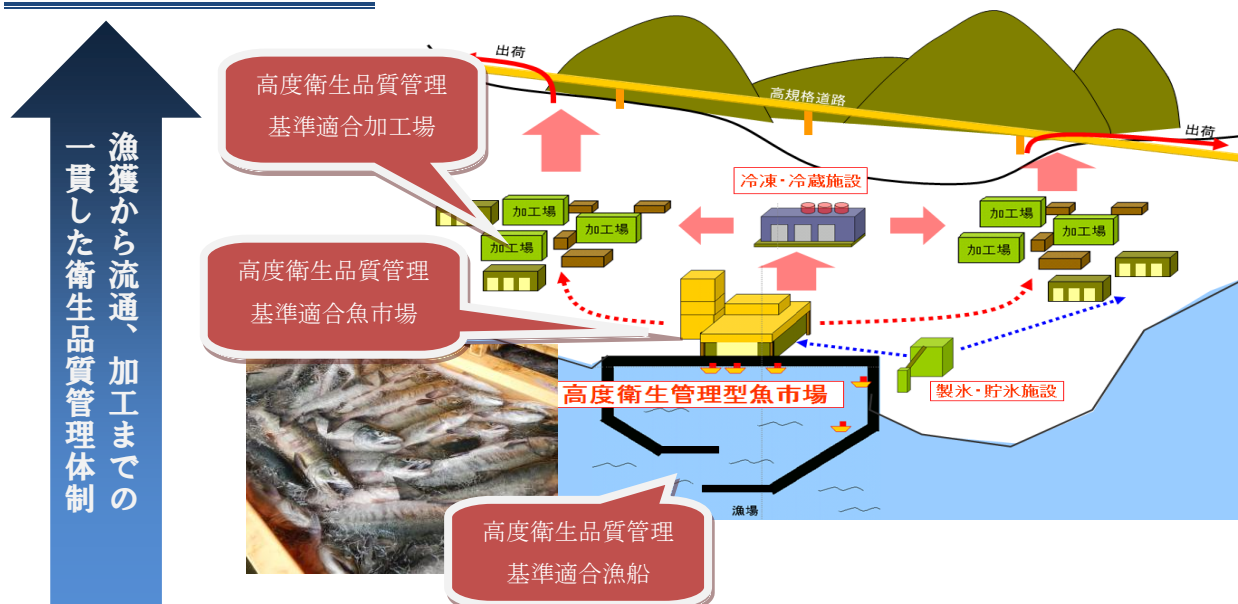 漁獲から流通、加工までの
一貫した衛生品質管理体制
出荷
高規格道路
出荷
高度衛生品質管理
基準適合加工場
冷凍・冷蔵施設
加工場
加工場
加工場
加工場
加工場
加工場
高度衛生品質管理
基準適合魚市場
高度衛生管理型魚市場
製氷・貯氷施設
漁場
高度衛生品質管理
基準適合漁船